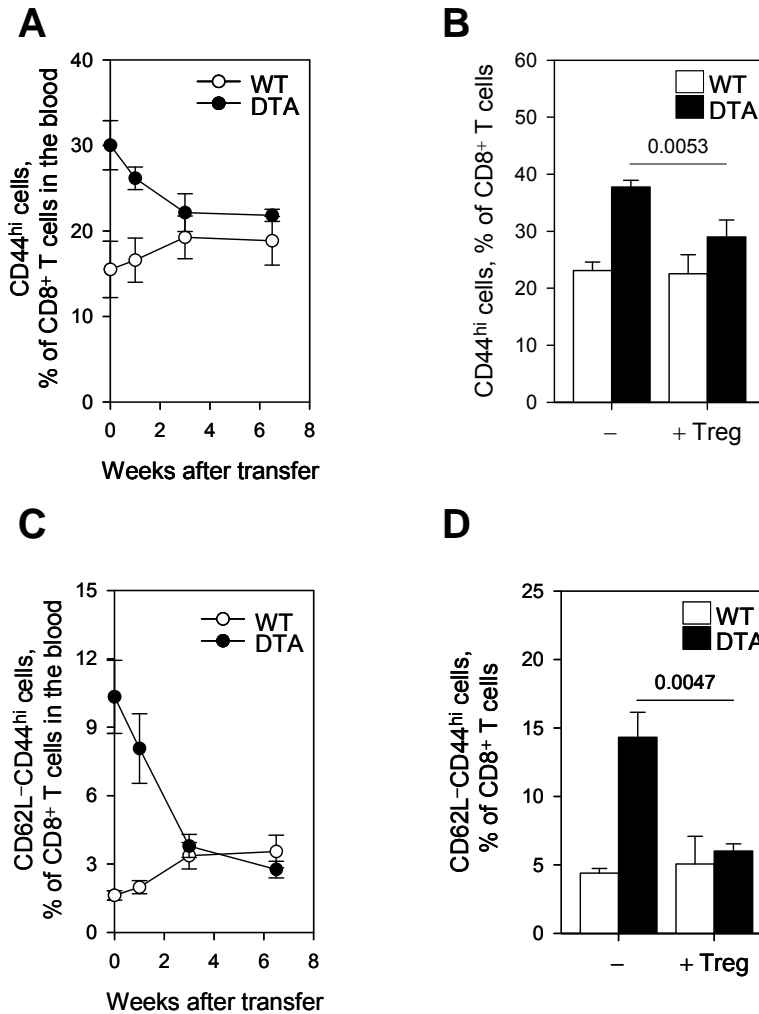 A
CD44hi cells,
% of CD8+ T cells in the blood
40
30
20
10
0
WT
DTA
0 2 4 6 8
Weeks after transfer
B
CD44hi cells, % of CD8+ T cells
60
50
40
30
20
10
0
WT
DTA
0.0053
– + Treg
C
CD62L–CD44hi cells,
% of CD8+ T cells in the blood
15
12
9
6
3
0
WT
DTA
0 2 4 6 8
Weeks after transfer
D
CD62L–CD44hi cells,
% of CD8+ T cells
25
20
15
10
5
0
WT
DTA
0.0047
– + Treg